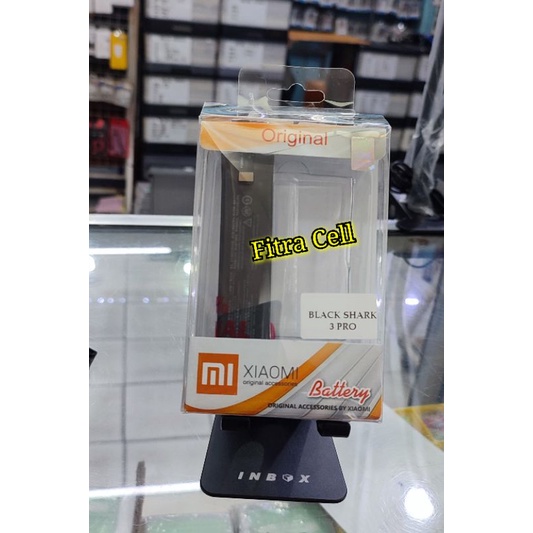 Original
Fitra Cell
BLACK SHARK
3 PRO
mi
XIAOMI
original accessories
Battery
ORIGINAL ACCESSORIES BY XIAOMI
INBOX